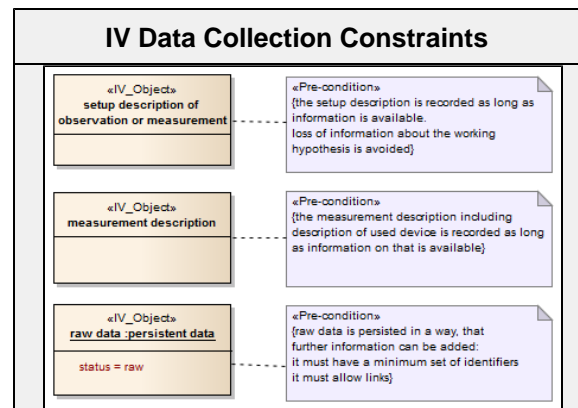 IV Data Collection Constraints
«IV_Object»
setup description of
observation or measurement
«Pre-condition»
{the setup description is recorded as long as
information is available.
loss of information about the working
hypothesis is avoided}
«IV_Object»
measurement description
«Pre-condition»
{the measurement description including
description of used device is recorded as long
as information on that is available}
«IV_Object»
raw data :persistent data
status = raw
«Pre-condition»
{raw data is persisted in a way, that
further information can be added:
it must have a minimum set of identifiers
it must allow links}